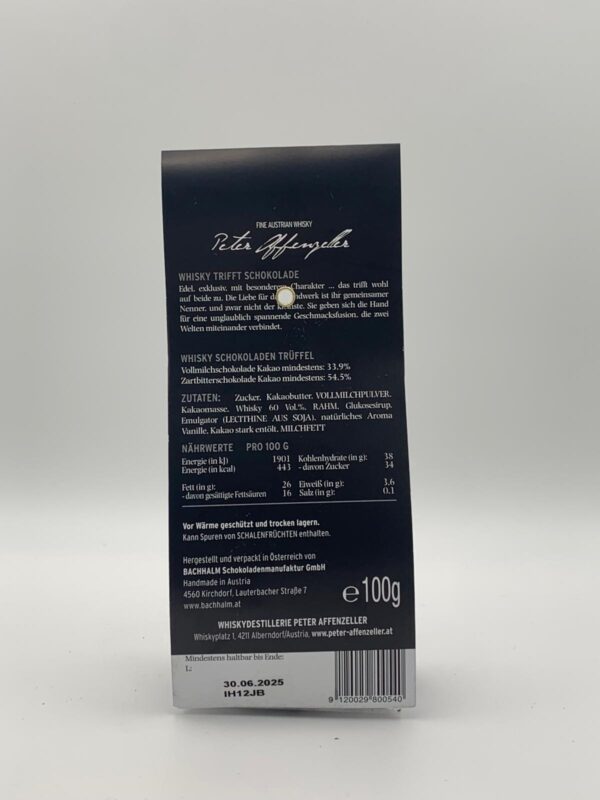 FINE AUSTRIAN WHISKY
Peter Affenzeller
WHISKY TRIFFT SCHOKOLADE
Edel, exklusiv, mit besonderem Charakter ... das trifft wohl
auf beide zu. Die Liebe für ist ihr gemeinsamer
Nenner, und zwar nicht der Sie geben sich die Hand
für eine unglaublich spannende Geschmacksfusion, die zwei
Welten miteinander verbindet.
WHISKY SCHOKOLADEN TRÜFFEL
Vollmilchschokolade Kakao mindestens: 33.9%
Zartbitterschokolade Kakao mindestens: 54.5%
ZUTATEN: Zucker, Kakaobutter, VOLLMILCHPULVER,
Kakaomasse, Whisky 60 Vol.%, RAHM, Glukosesirup,
Emulgator (LECITHINE AUS SOJA), natürliches Aroma
Vanille, Kakao stark entölt, MILCHFETT
NÄHRWERTE PRO 100 G
Energie (in kJ) 1901 Kohlenhydrate (in g): 38
Energie (in kcal) 443 - davon Zucker 34
Fett (in g): 26 Eiweiß (in g): 3.6
- davon gesättigte Fettsäuren 16 Salz (in g): 0.1
Vor Wärme geschützt und trocken lagern.
Kann Spuren von SCHALENFRÜCHTEN enthalten.
Hergestellt und verpackt in Österreich von
BACHHALM Schokoladenmanufaktur GmbH
Handmade in Austria
4560 Kirchdorf, Lauterbacher Straße 7
www.bachhalm.at
℮100g
WHISKYDESTILLERIE PETER AFFENZELLER
Whiskyplatz 1, 4211 Alberndorf/Austria, www.peter-affenzeller.at
Mindestens haltbar bis Ende:
L:
30.06.2025
IH12JB
9 120029 800540